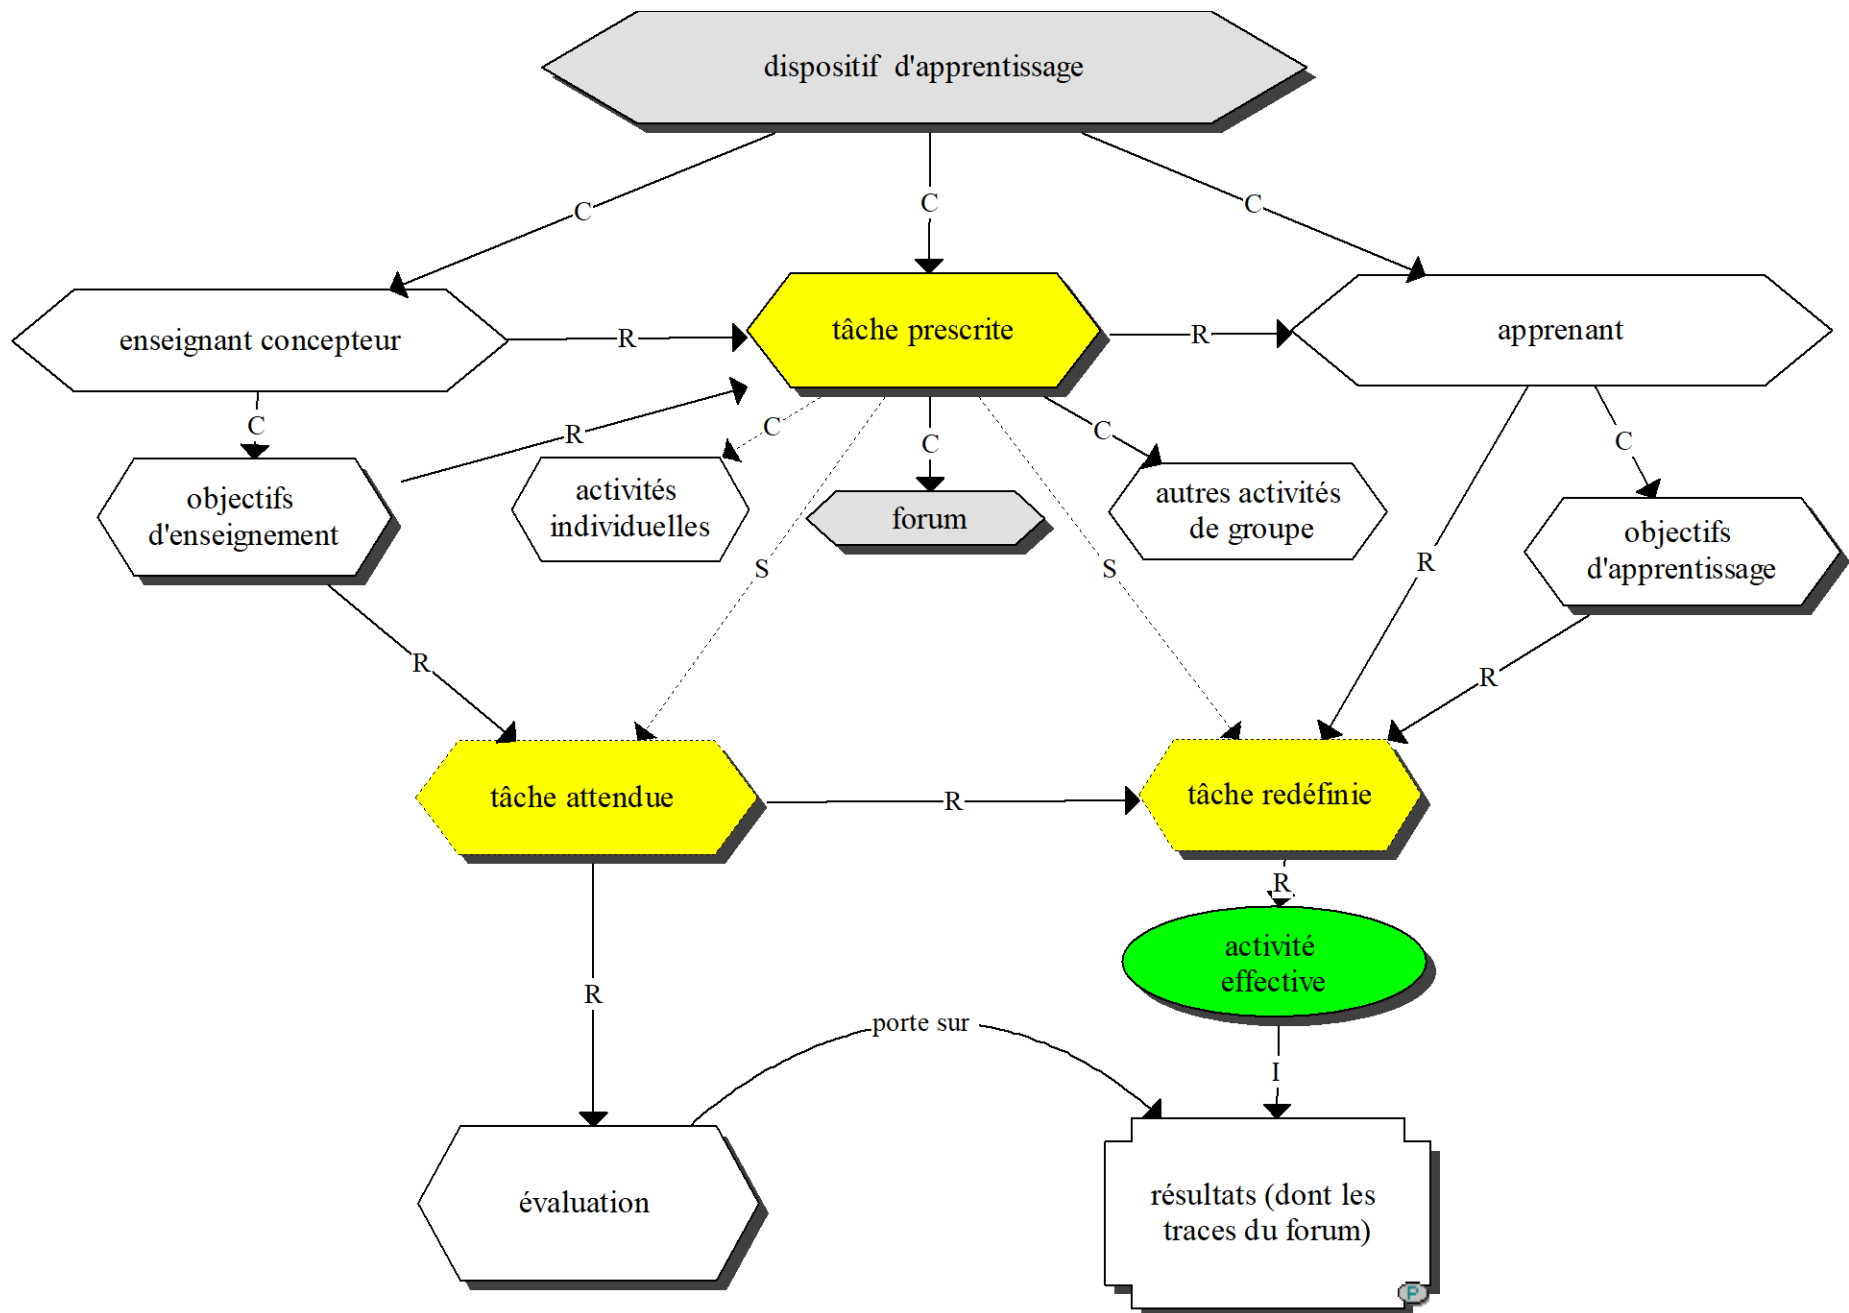 dispositif d'apprentissage
C
C
C
enseignant concepteur
R
tâche prescrite
R
apprenant
C
R
C
C
C
C
objectifs
d'enseignement
activités
individuelles
forum
autres activités
de groupe
objectifs
d'apprentissage
S
S
R
R
R
tâche attendue
R
tâche redéfinie
R
activité
effective
R
porte sur
I
évaluation
résultats (dont les
traces du forum)
P